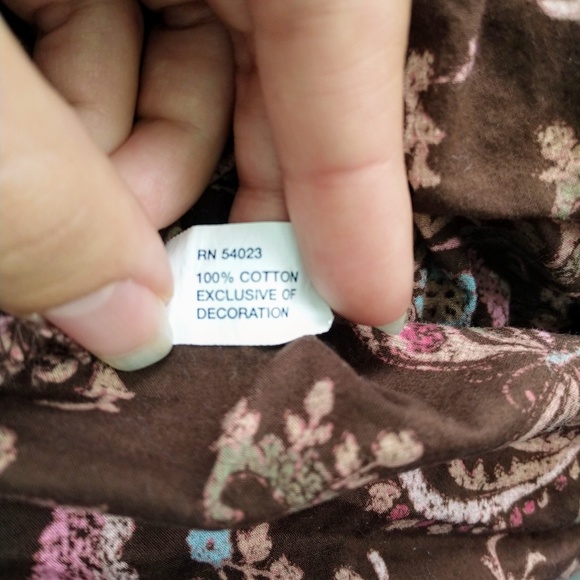 RN 54023
100% COTTON
EXCLUSIVE OF
DECORATION